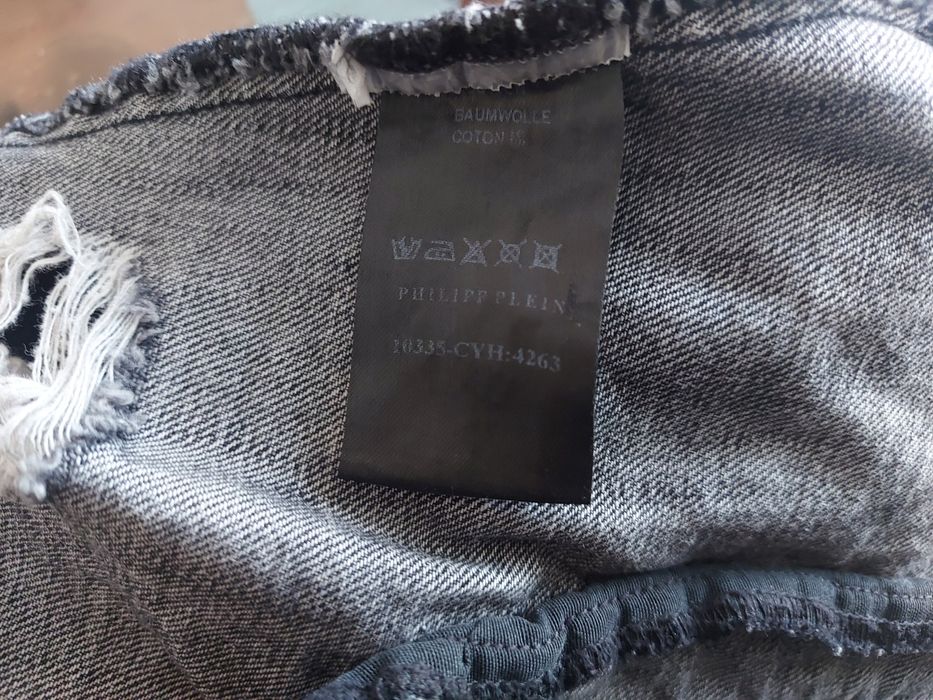 BAUMWOLLE
COTON
PHILIPP PLEIN
10335-CYH:4263